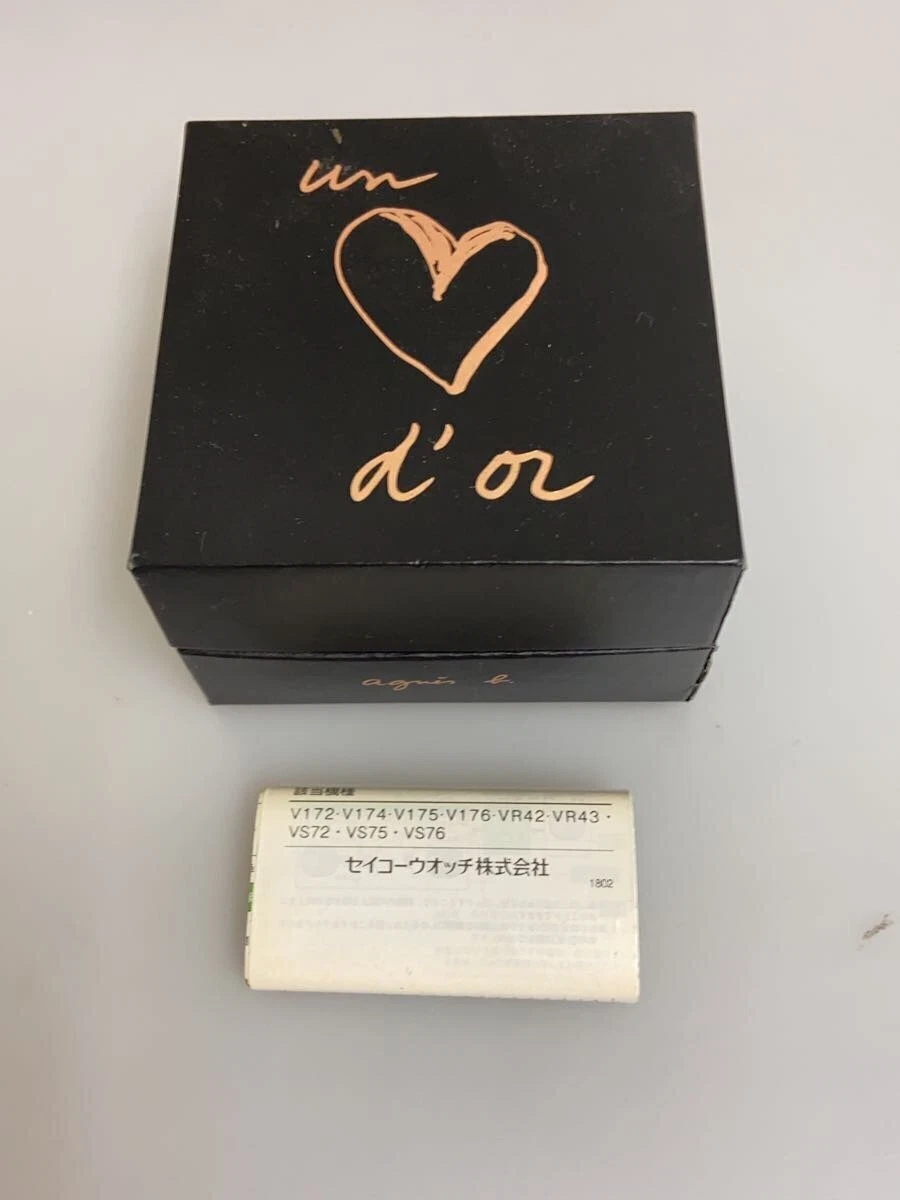 un
d'or
agnès b.
該当機種
V172・V174・V175・V176・VR42・VR43・
VS72・VS75・VS76
セイコーウオッチ株式会社
1802